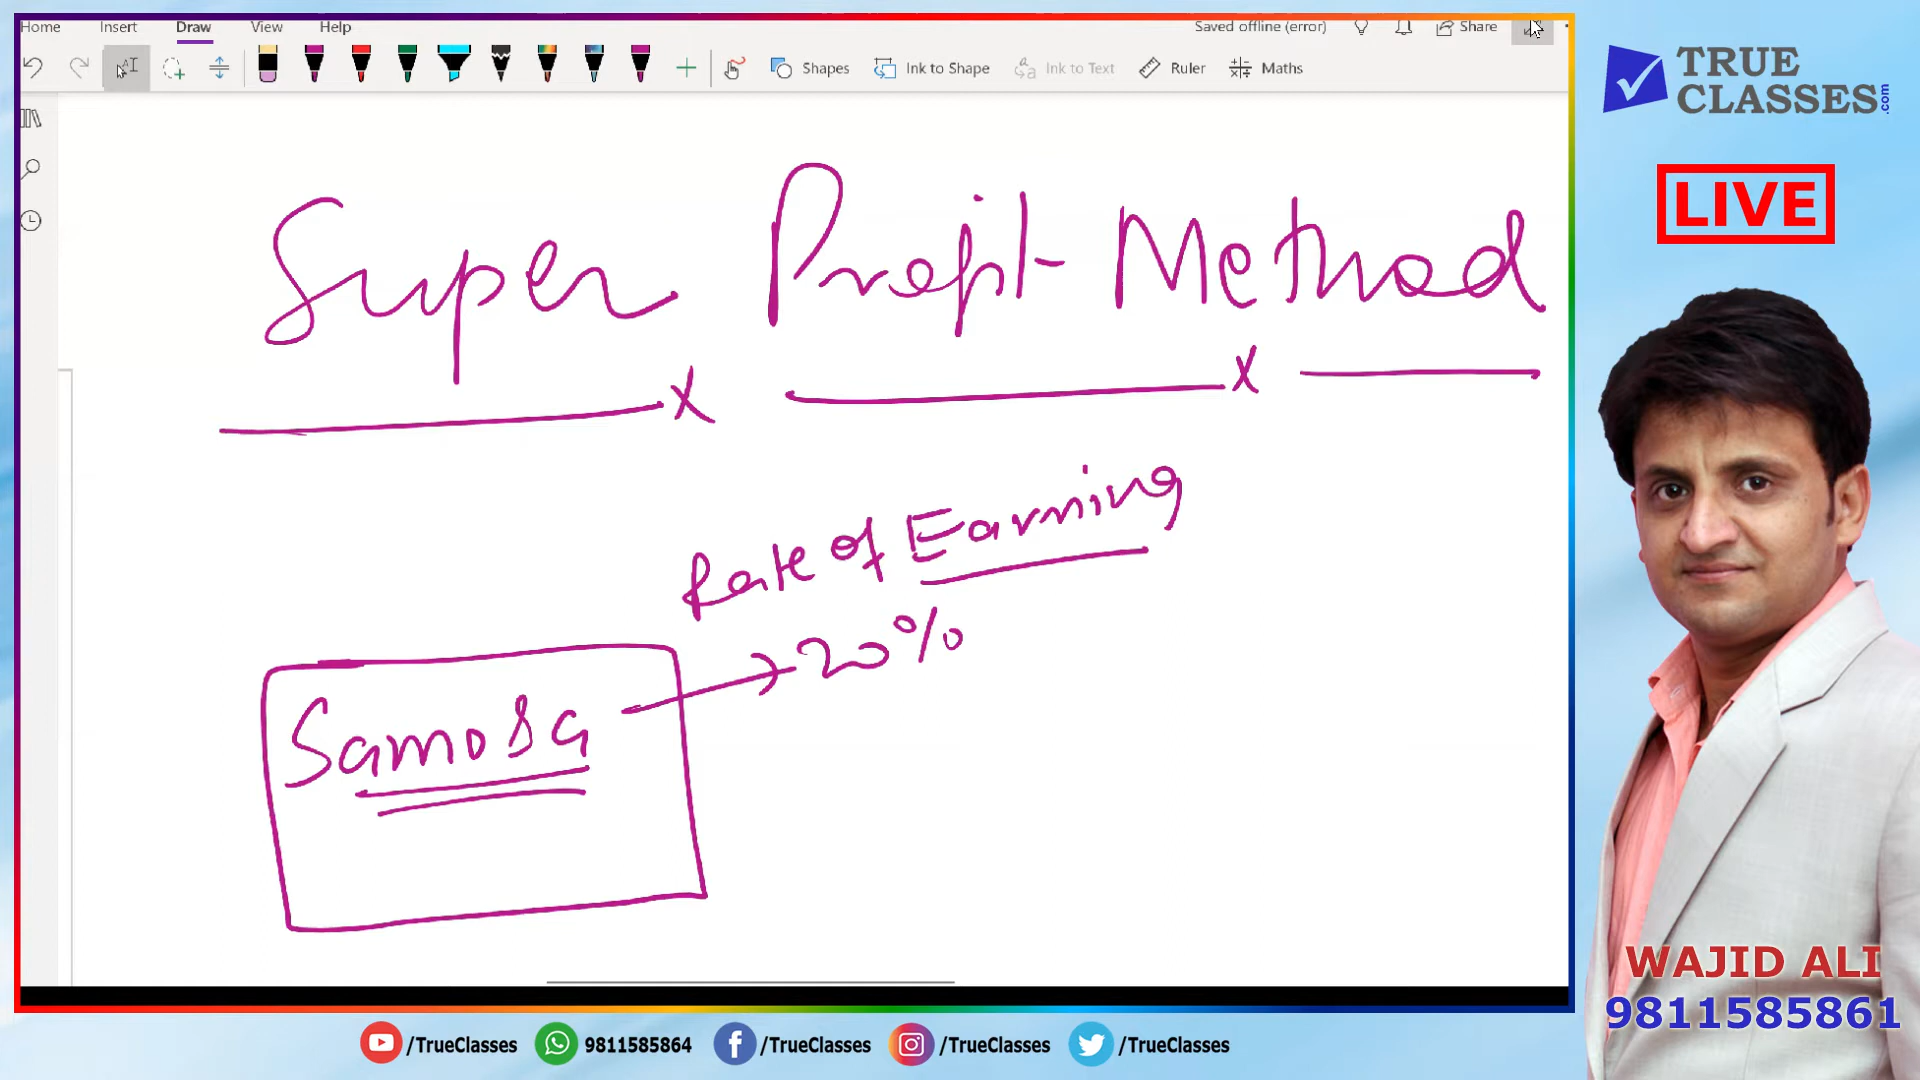 Home Insert Draw View Help Saved offline (error) Share
Shapes Ink to Shape Ink to Text Ruler Maths
TRUE
CLASSES.com
LIVE
Super Profit Method
x x
Rate of Earning
20%
Samosa
WAJID ALI
9811585861
/TrueClasses 9811585864 /TrueClasses /TrueClasses /TrueClasses